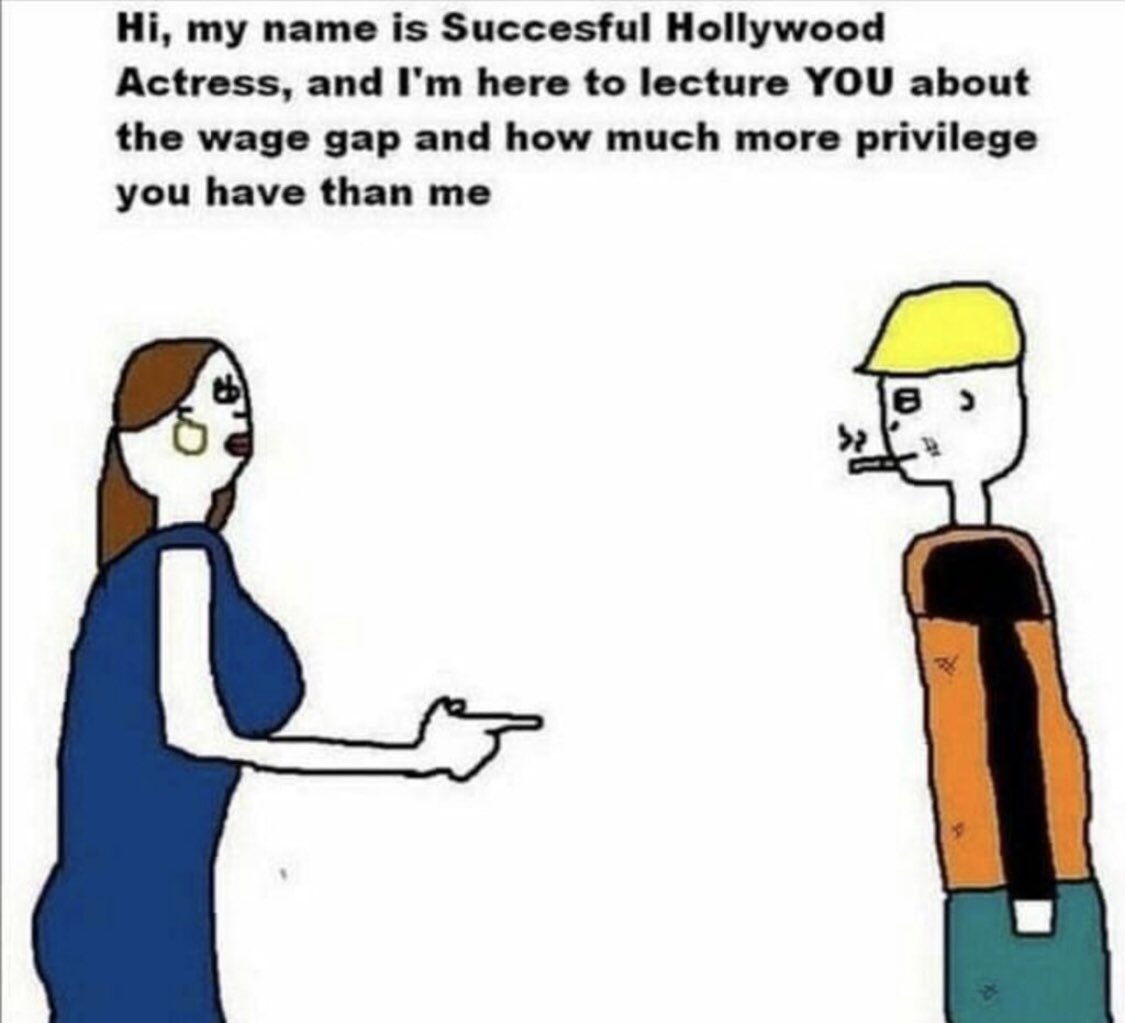 Hi, my name is Succesful Hollywood
Actress, and I'm here to lecture YOU about
the wage gap and how much more privilege
you have than me